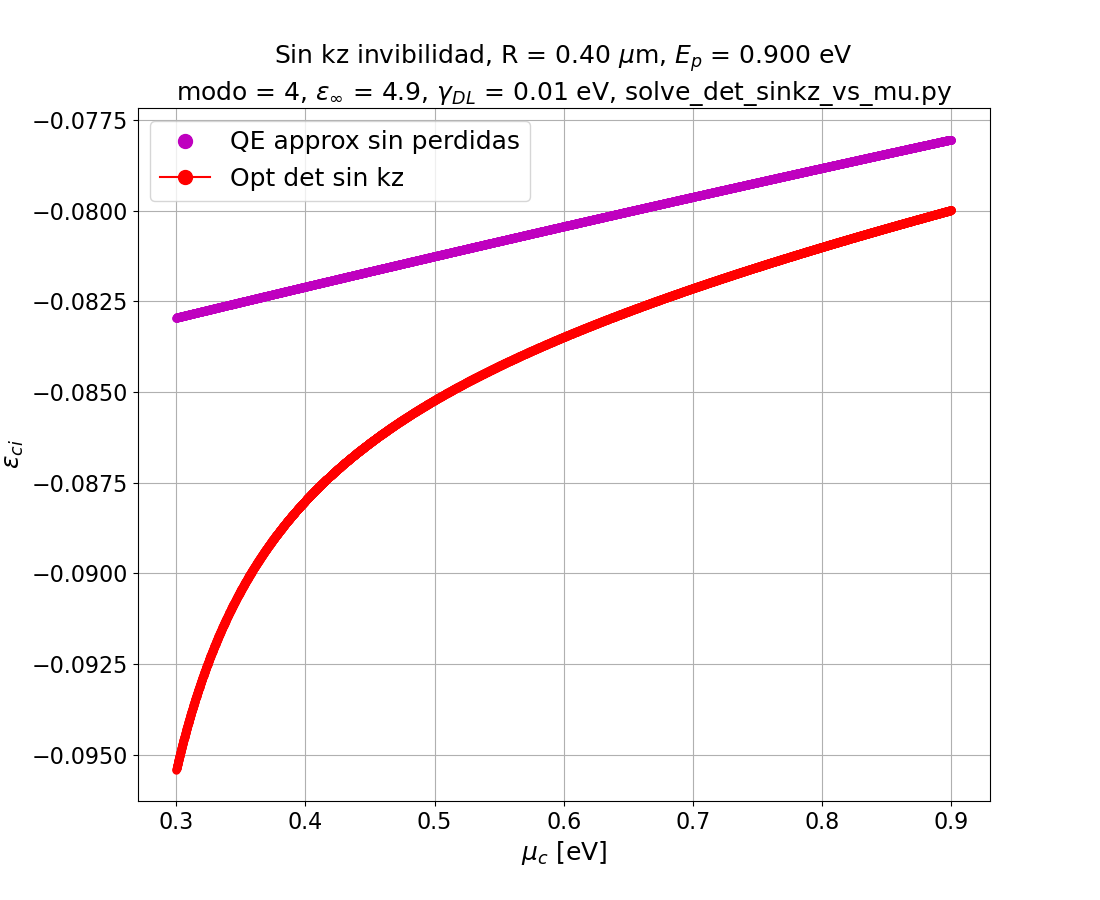 Sin kz invibilidad, R = 0.40 μm, E_p = 0.900 eV
modo = 4, ε_∞ = 4.9, γ_DL = 0.01 eV, solve_det_sinkz_vs_mu.py
QE approx sin perdidas
Opt det sin kz
−0.0775
−0.0800
−0.0825
−0.0850
−0.0875
−0.0900
−0.0925
−0.0950
ε_ci
0.3 0.4 0.5 0.6 0.7 0.8 0.9
μ_c [eV]